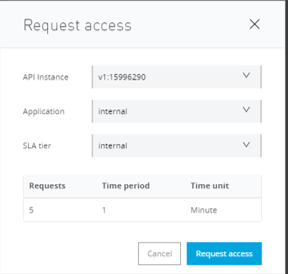 Request access
API Instance v1:15996290
Application internal
SLA tier internal
Requests Time period Time unit
5 1 Minute
Cancel Request access